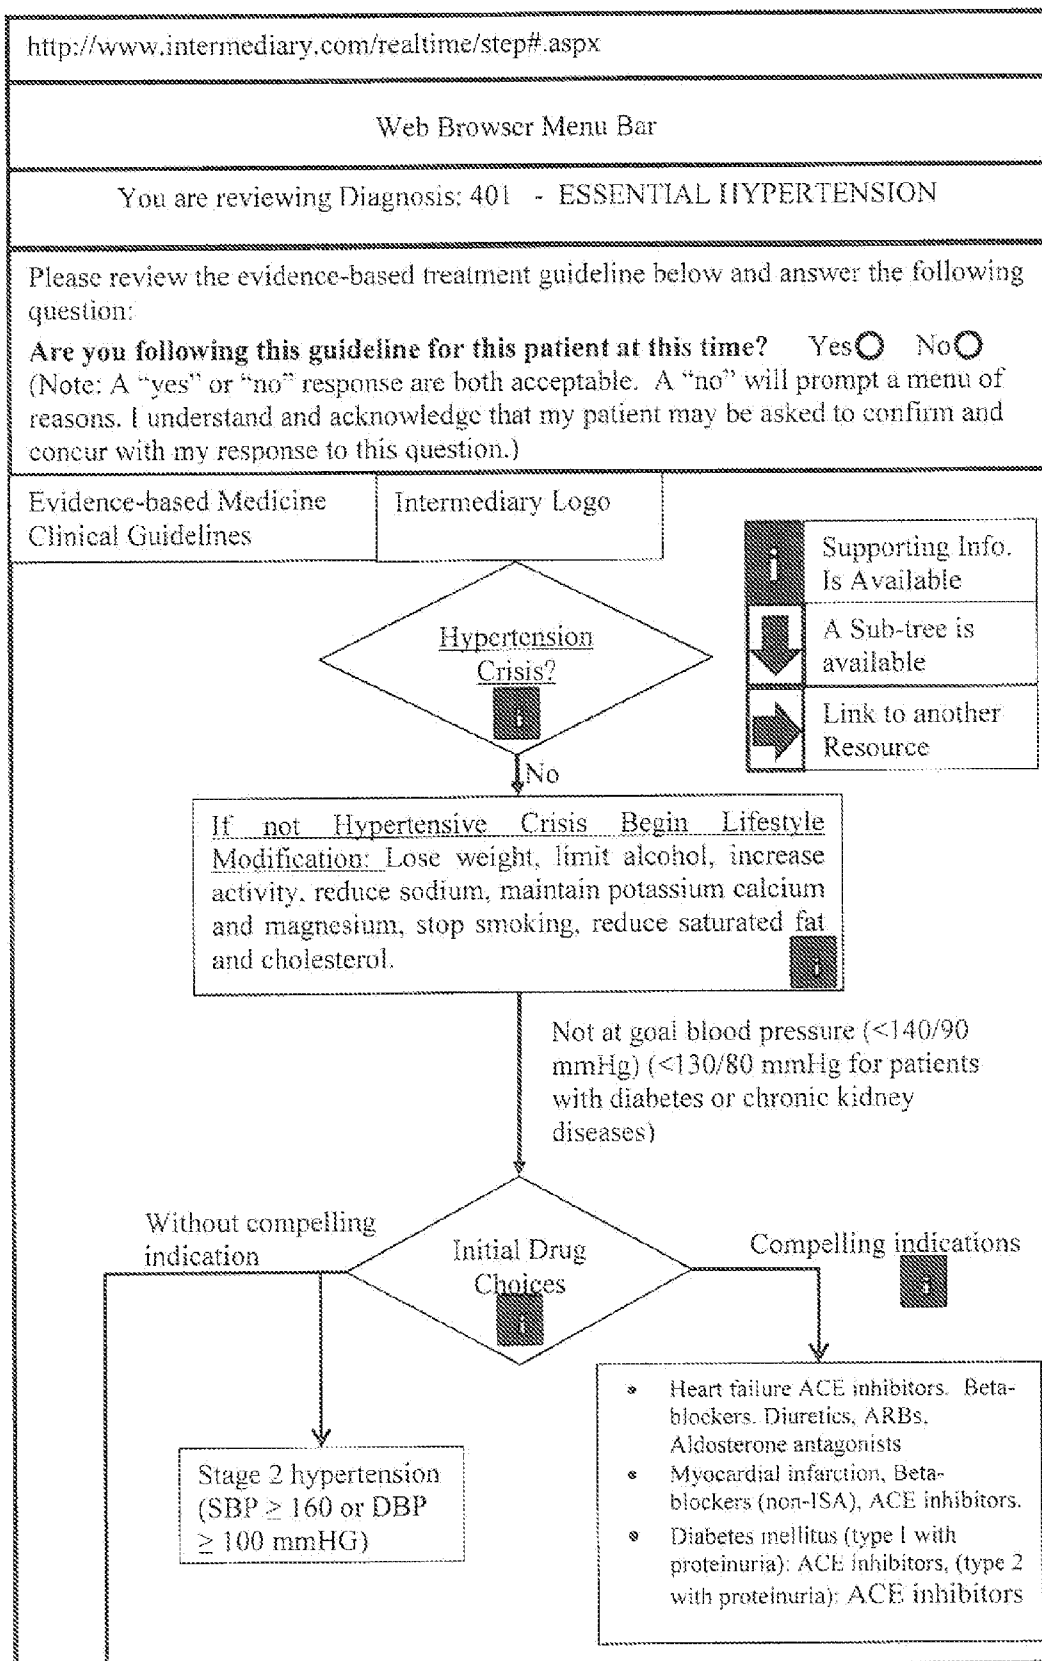 http://www.intermediary.com/realtime/step#.aspx
Web Browser Menu Bar
You are reviewing Diagnosis: 401 - ESSENTIAL HYPERTENSION
Please review the evidence-based treatment guideline below and answer the following
question:
Are you following this guideline for this patient at this time? Yes No
(Note: A “yes” or “no” response are both acceptable. A “no” will prompt a menu of
reasons. I understand and acknowledge that my patient may be asked to confirm and
concur with my response to this question.)
Evidence-based Medicine
Clinical Guidelines
Intermediary Logo
i
Supporting Info.
Is Available
A Sub-tree is
available
Link to another
Resource
Hypertension
Crisis?
i
No
If not Hypertensive Crisis Begin Lifestyle
Modification: Lose weight, limit alcohol, increase
activity, reduce sodium, maintain potassium calcium
and magnesium, stop smoking, reduce saturated fat
and cholesterol.
i
Not at goal blood pressure (<140/90
mmHg) (<130/80 mmHg for patients
with diabetes or chronic kidney
diseases)
Without compelling
indication
Initial Drug
Choices
i
Compelling indications
i
Stage 2 hypertension
(SBP ≥ 160 or DBP
≥ 100 mmHG)
• Heart failure ACE inhibitors. Beta-
blockers. Diuretics, ARBs,
Aldosterone antagonists
• Myocardial infarction, Beta-
blockers (non-ISA), ACE inhibitors.
• Diabetes mellitus (type 1 with
proteinuria): ACE inhibitors, (type 2
with proteinuria): ACE inhibitors